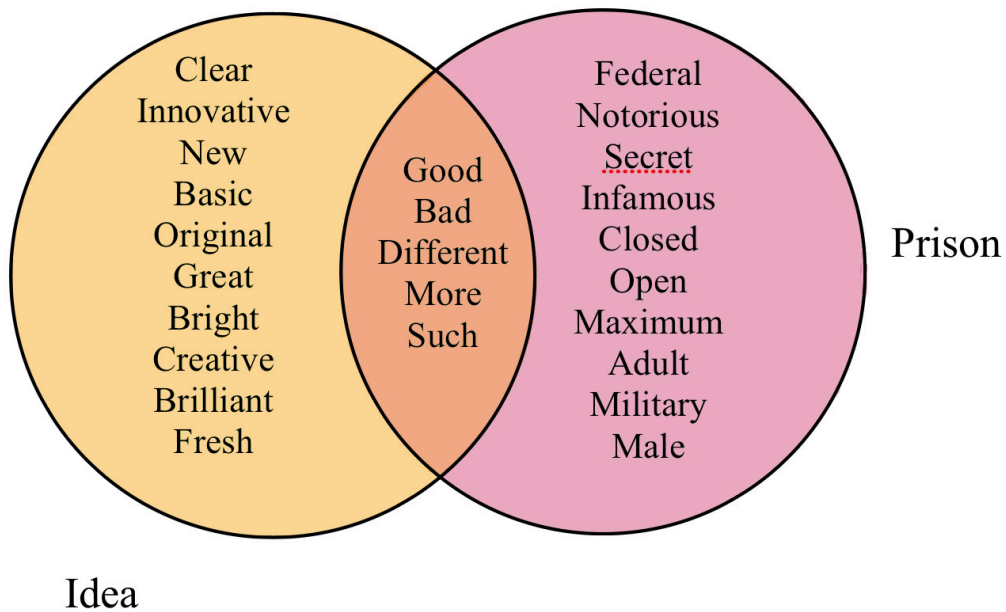 Clear
Innovative
New
Basic
Original
Great
Bright
Creative
Brilliant
Fresh
Good
Bad
Different
More
Such
Federal
Notorious
Secret
Infamous
Closed
Open
Maximum
Adult
Military
Male
Prison
Idea